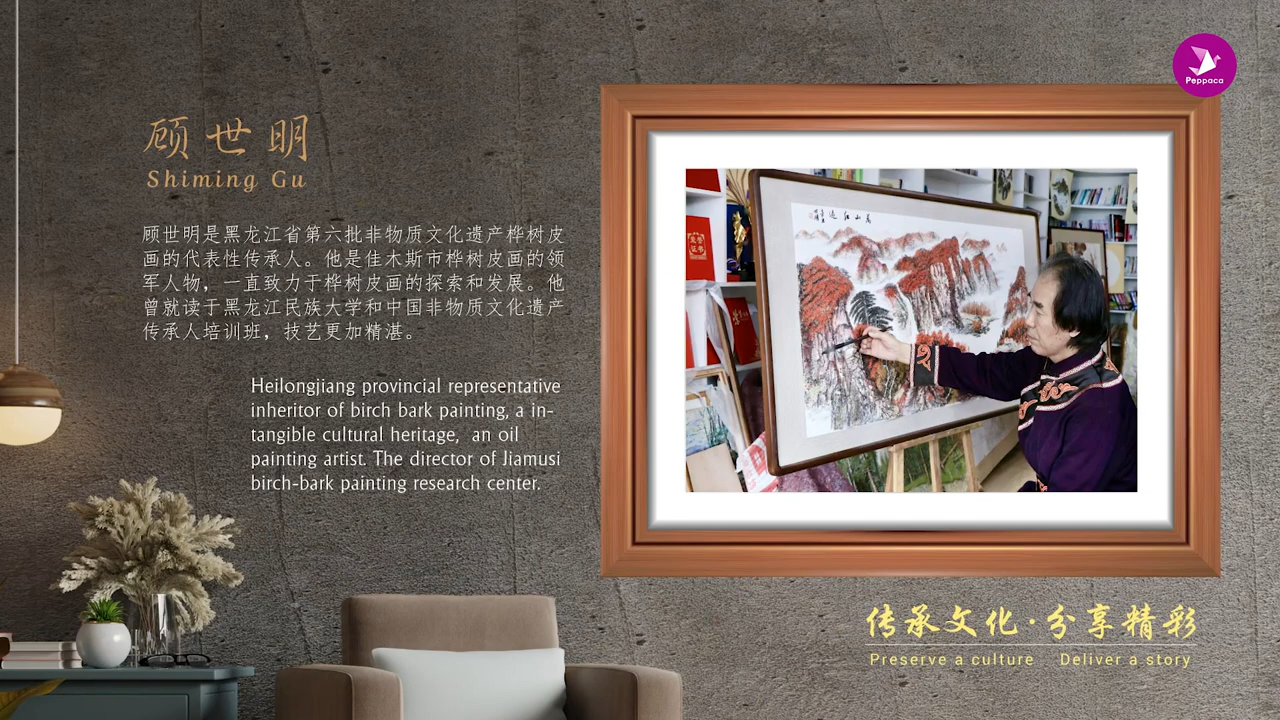 Peppaca
顾世明
Shiming Gu
顾世明是黑龙江省第六批非物质文化遗产桦树皮
画的代表性传承人。他是佳木斯市桦树皮画的领
军人物，一直致力于桦树皮画的探索和发展。他
曾就读于黑龙江民族大学和中国非物质文化遗产
传承人培训班，技艺更加精湛。
Heilongjiang provincial representative
inheritor of birch bark painting, a in-
tangible cultural heritage, an oil
painting artist. The director of Jiamusi
birch-bark painting research center.
传承文化·分享精彩
Preserve a culture Deliver a story